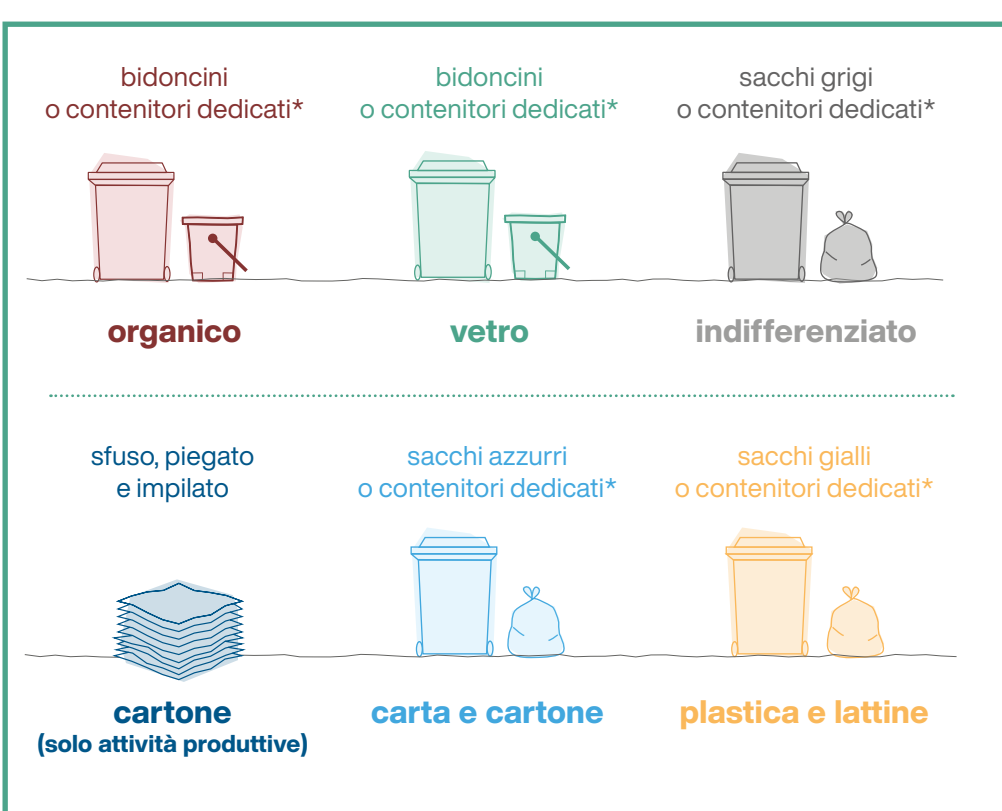 bidoncini
o contenitori dedicati*
bidoncini
o contenitori dedicati*
sacchi grigi
o contenitori dedicati*
organico
vetro
indifferenziato
sfuso, piegato
e impilato
sacchi azzurri
o contenitori dedicati*
sacchi gialli
o contenitori dedicati*
cartone
(solo attività produttive)
carta e cartone
plastica e lattine